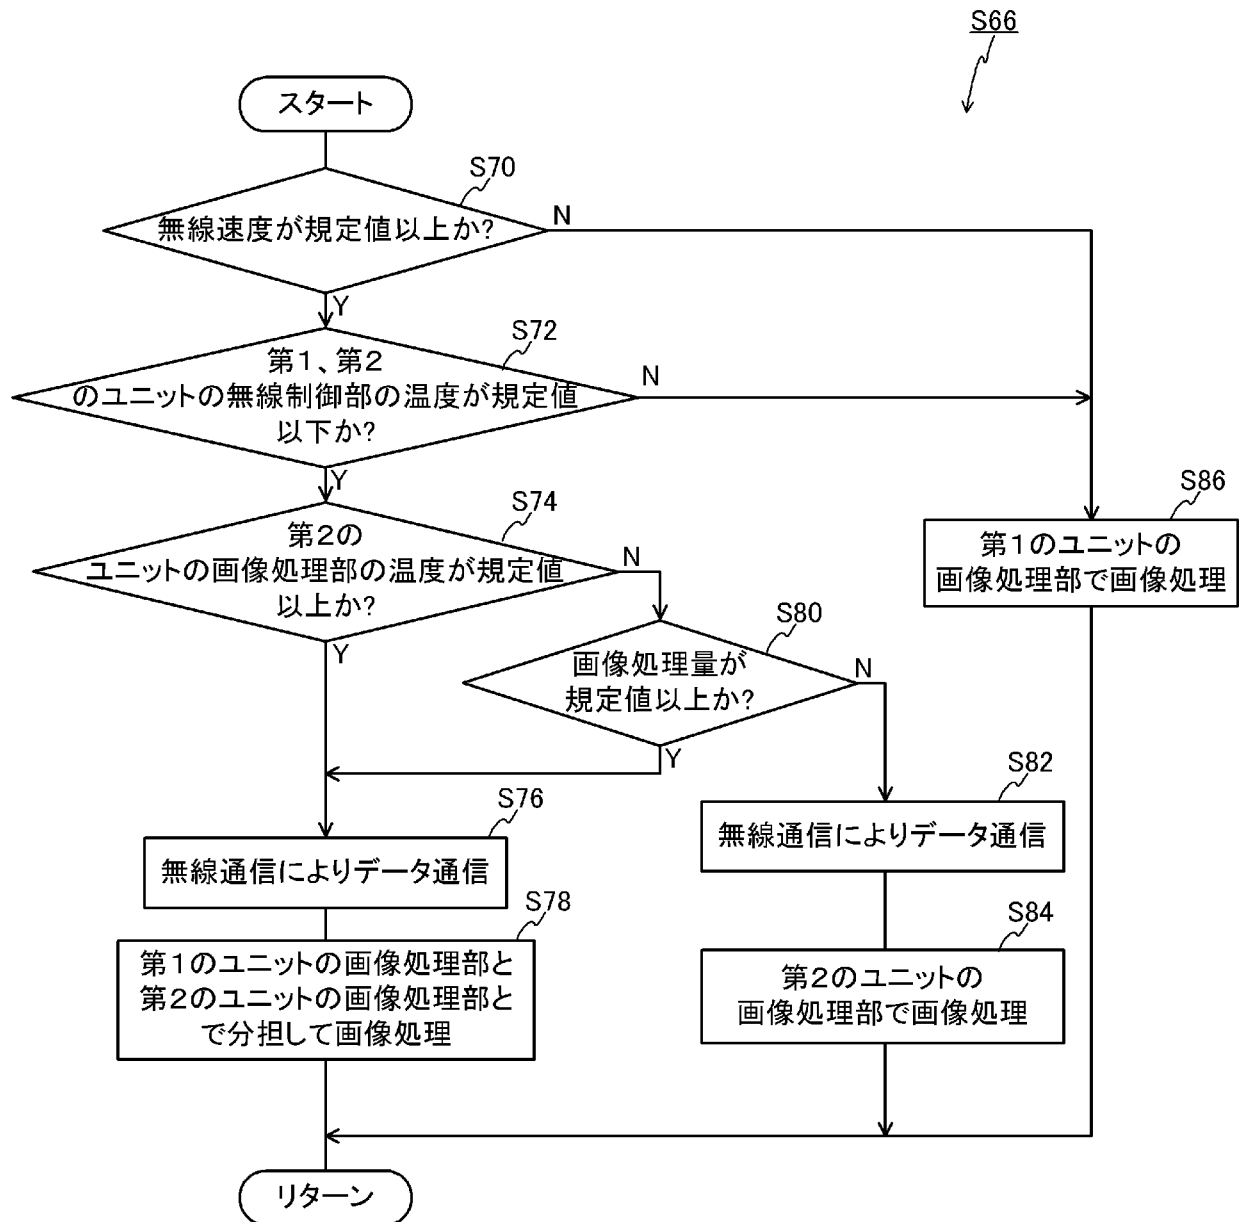 S66
スタート
S70
無線速度が規定値以上か?
N
Y
S72
第1、第2
のユニットの無線制御部の温度が規定値
以下か?
N
Y
S74
第2の
ユニットの画像処理部の温度が規定値
以上か?
N
Y
S86
第1のユニットの
画像処理部で画像処理
S80
画像処理量が
規定値以上か?
N
Y
S76
無線通信によりデータ通信
S82
無線通信によりデータ通信
S78
第1のユニットの画像処理部と
第2のユニットの画像処理部と
で分担して画像処理
S84
第2のユニットの
画像処理部で画像処理
リターン